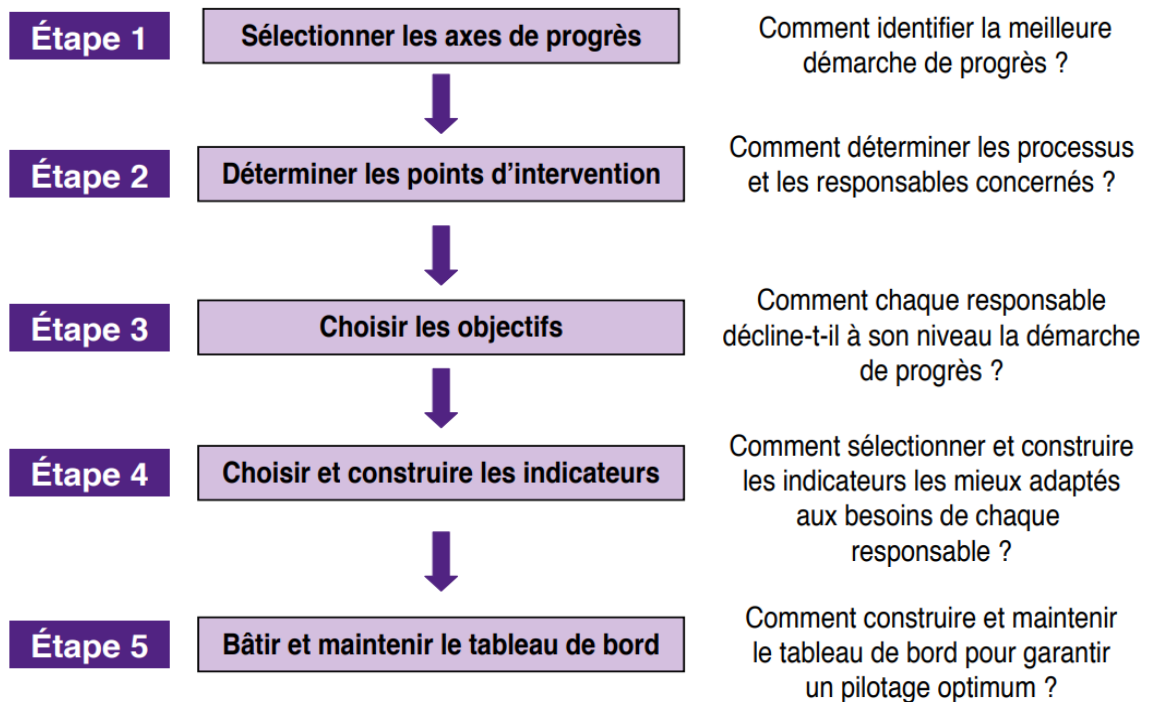 Étape 1
Sélectionner les axes de progrès
Comment identifier la meilleure
démarche de progrès ?
Étape 2
Déterminer les points d’intervention
Comment déterminer les processus
et les responsables concernés ?
Étape 3
Choisir les objectifs
Comment chaque responsable
décline-t-il à son niveau la démarche
de progrès ?
Étape 4
Choisir et construire les indicateurs
Comment sélectionner et construire
les indicateurs les mieux adaptés
aux besoins de chaque
responsable ?
Étape 5
Bâtir et maintenir le tableau de bord
Comment construire et maintenir
le tableau de bord pour garantir
un pilotage optimum ?